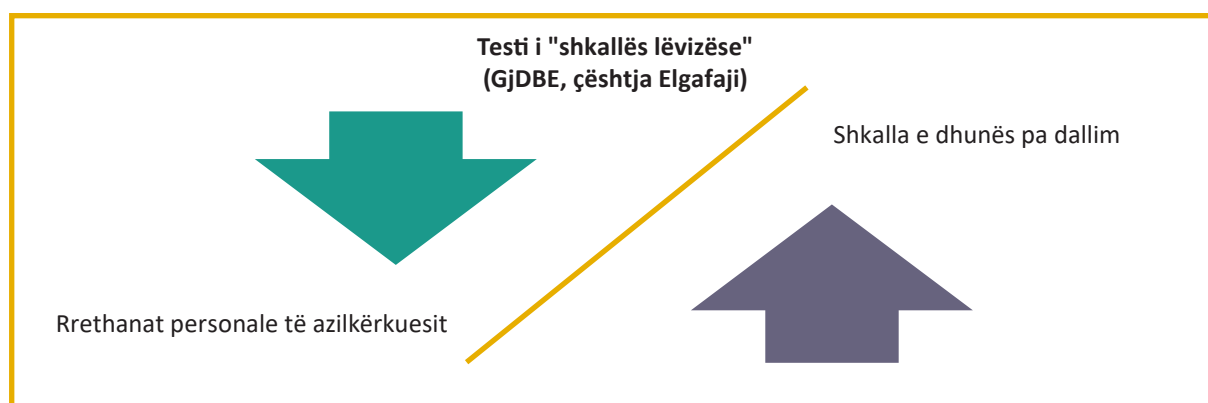 Testi i "shkallës lëvizëse"
(GjDBE, çështja Elgafaji)
Shkalla e dhunës pa dallim
Rrethanat personale të azilkërkuesit